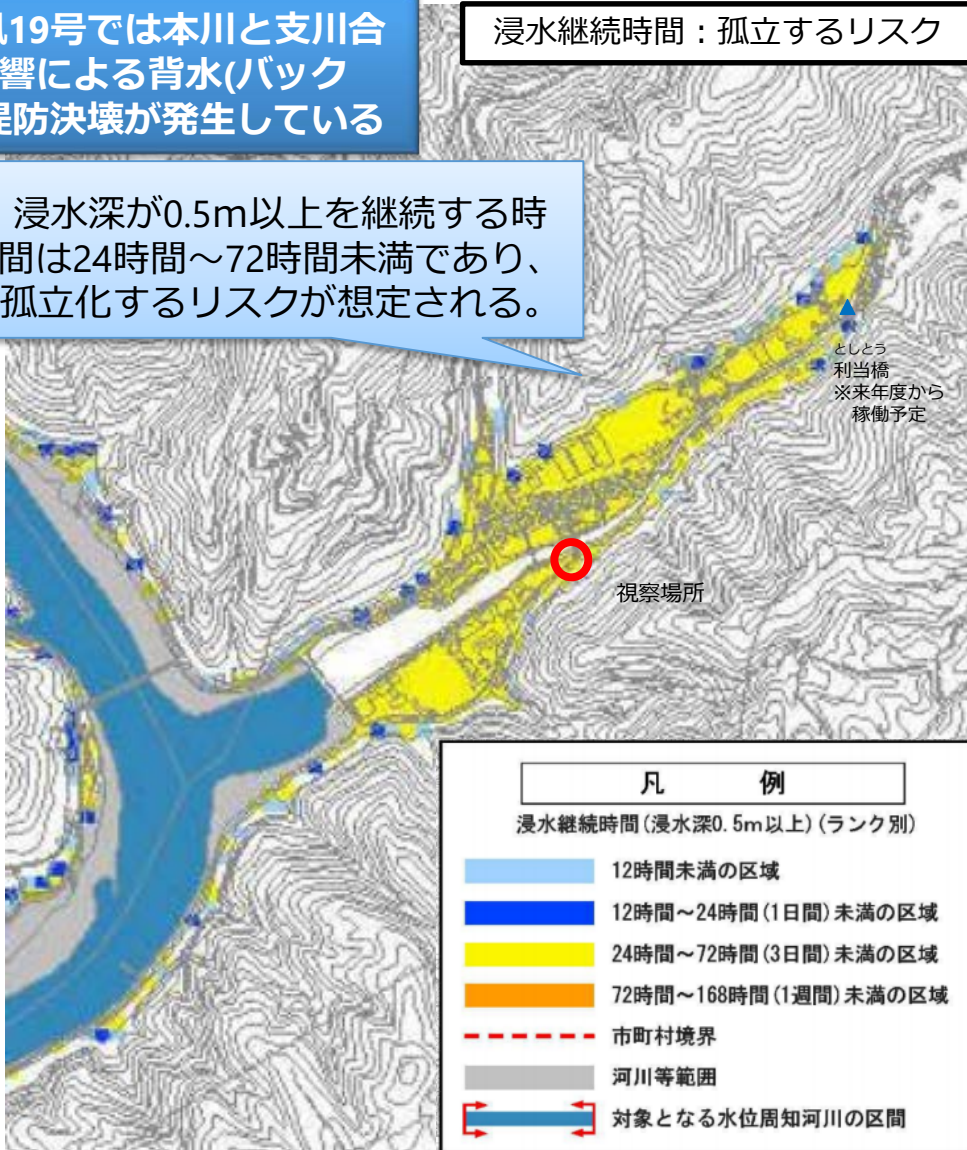 風19号では本川と支川合
響による背水(バック
堤防決壊が発生している
浸水継続時間：孤立するリスク
浸水深が0.5m以上を継続する時
間は24時間～72時間未満であり、
孤立化するリスクが想定される。
としとう
利当橋
※来年度から
稼働予定
視察場所
凡 例
浸水継続時間(浸水深0.5m以上)(ランク別)
12時間未満の区域
12時間～24時間(1日間)未満の区域
24時間～72時間(3日間)未満の区域
72時間～168時間(1週間)未満の区域
市町村境界
河川等範囲
対象となる水位周知河川の区間